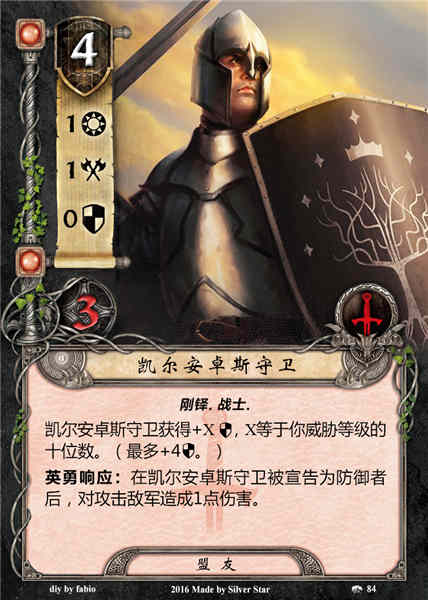 4
1
1
0
3
凯尔安卓斯守卫
刚铎. 战士.
凯尔安卓斯守卫获得+X , X等于你威胁等级的
十位数。（最多+4。）
英勇响应：在凯尔安卓斯守卫被宣告为防御者
后，对攻击敌军造成1点伤害。
盟友
diy by fabio 2016 Made by Silver Star 84